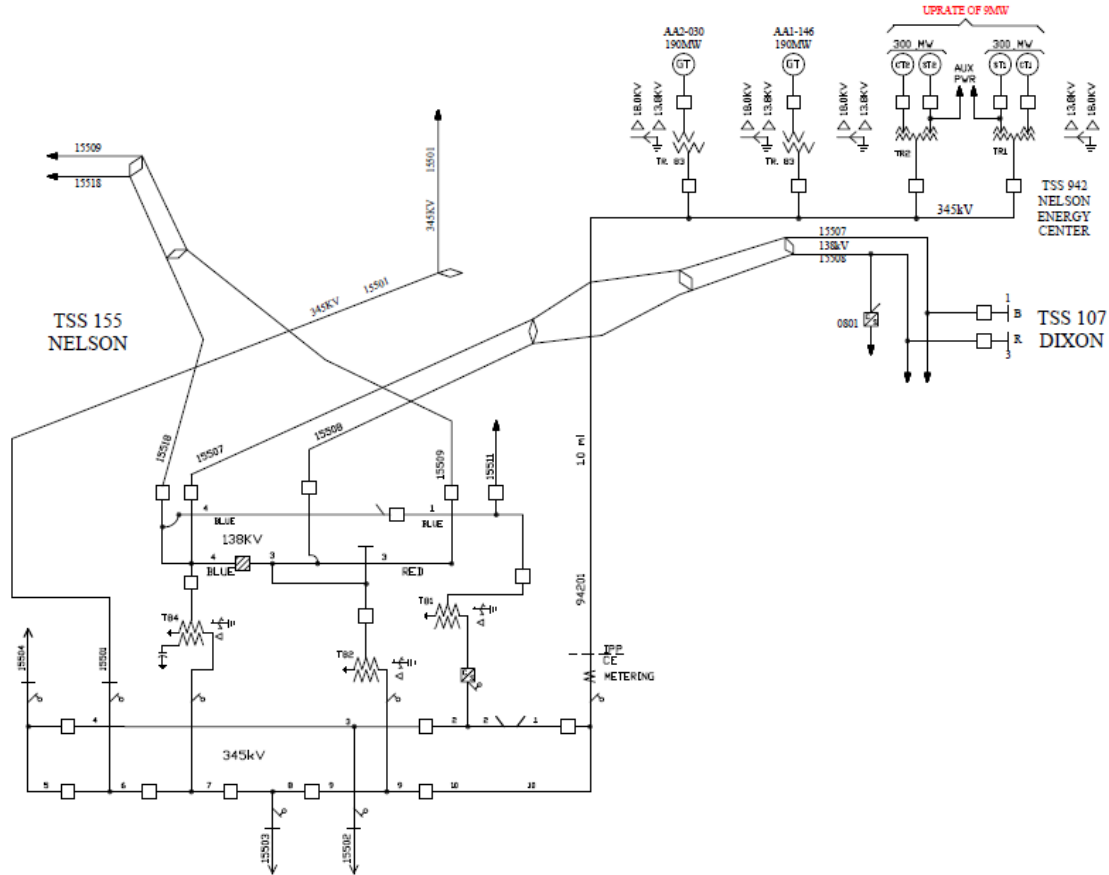 UPRATE OF 9MW
AA2-030
190MW
AA1-146
190MW
300 MW
300 MW
GT
GT
CT2
ST2
ST1
CT1
AUX
PWR
18.0KV
13.8KV
18.0KV
13.8KV
18.0KV
13.8KV
13.8KV
18.0KV
TR. 83
TR. 83
TR2
TR1
345kV
TSS 942
NELSON
ENERGY
CENTER
15509
15518
15501
345KV
345KV 15501
15507
138kV
15508
0801
1
B
R
3
TSS 107
DIXON
TSS 155
NELSON
15518
15507
15508
15509
15511
1.0 mi
94201
4
BLUE
1
BLUE
138KV
4
BLUE
3
3
RED
T84
T82
T81
IPP
CE
METERING
15504
15501
4
3
2
2
1
345kV
5
6
7
8
9
9
10
10
15503
15502